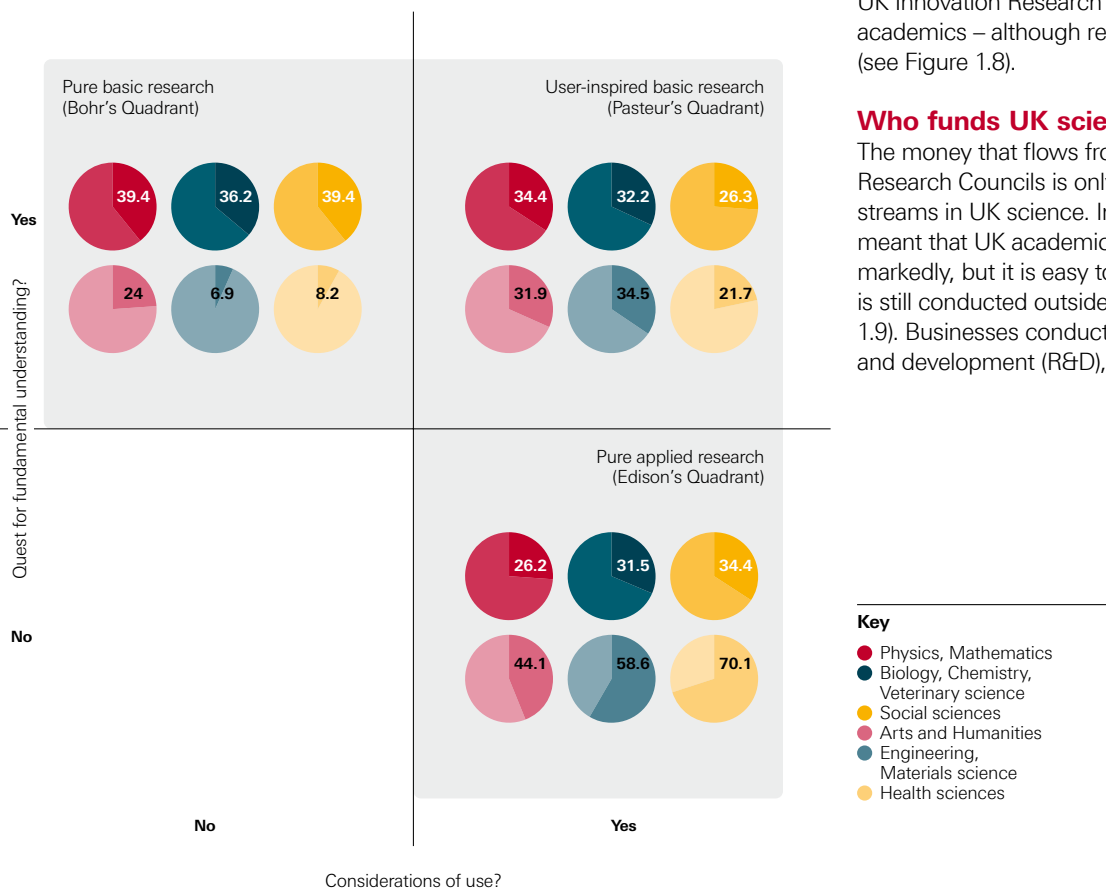 UK Innovation Research
academics – although re
(see Figure 1.8).
Who funds UK scie
The money that flows fro
Research Councils is only
streams in UK science. I
meant that UK academic
markedly, but it is easy to
is still conducted outside
1.9). Businesses conduct
and development (R&D),
Pure basic research
(Bohr's Quadrant)
User-inspired basic research
(Pasteur's Quadrant)
Yes
39.4
36.2
39.4
34.4
32.2
26.3
24
6.9
8.2
31.9
34.5
21.7
Quest for fundamental understanding?
Pure applied research
(Edison's Quadrant)
26.2
31.5
34.4
No
44.1
58.6
70.1
No
Yes
Considerations of use?
Key
Physics, Mathematics
Biology, Chemistry,
Veterinary science
Social sciences
Arts and Humanities
Engineering,
Materials science
Health sciences